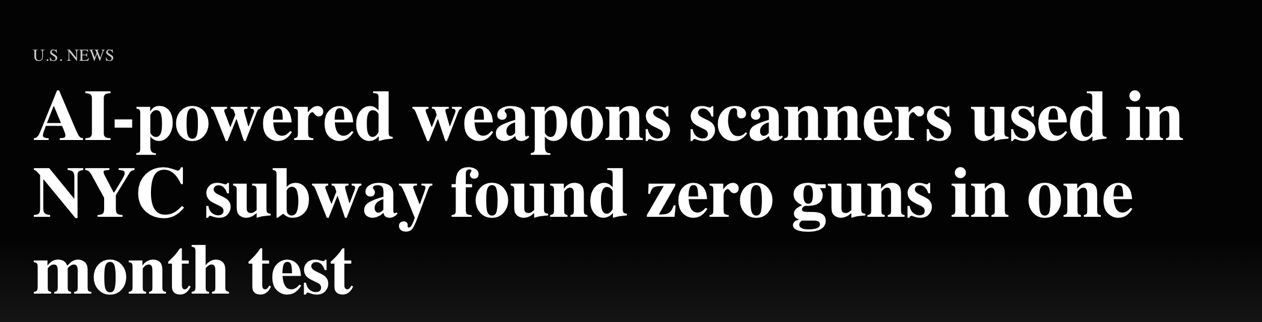 U.S. NEWS
AI-powered weapons scanners used in
NYC subway found zero guns in one
month test